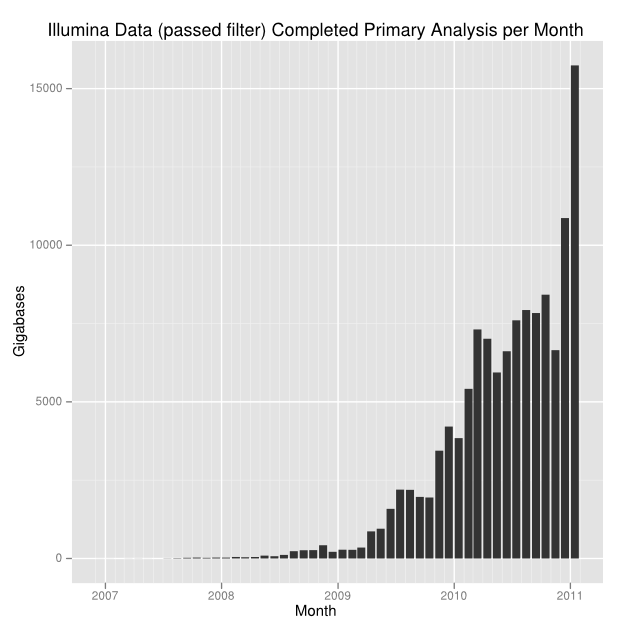 Illumina Data (passed filter) Completed Primary Analysis per Month
15000
10000
5000
0
Gigabases
2007 2008 2009 2010 2011
Month